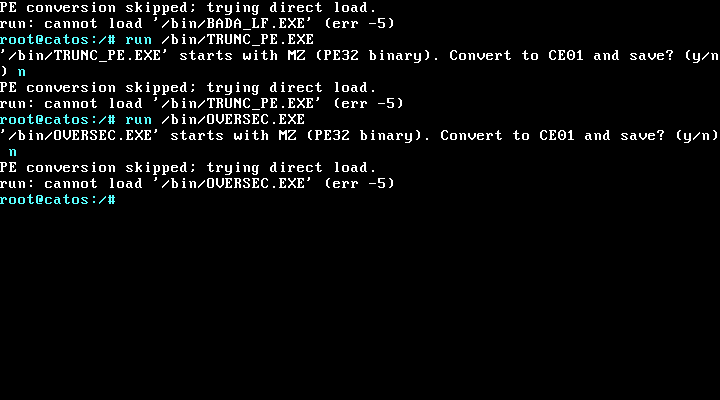 PE conversion skipped; trying direct load.
run: cannot load '/bin/BADA_LF.EXE' (err -5)
root@catos:/# run /bin/TRUNC_PE.EXE
'/bin/TRUNC_PE.EXE' starts with MZ (PE32 binary). Convert to CE01 and save? (y/n
) n
PE conversion skipped; trying direct load.
run: cannot load '/bin/TRUNC_PE.EXE' (err -5)
root@catos:/# run /bin/OVERSEC.EXE
'/bin/OVERSEC.EXE' starts with MZ (PE32 binary). Convert to CE01 and save? (y/n)
 n
PE conversion skipped; trying direct load.
run: cannot load '/bin/OVERSEC.EXE' (err -5)
root@catos:/#